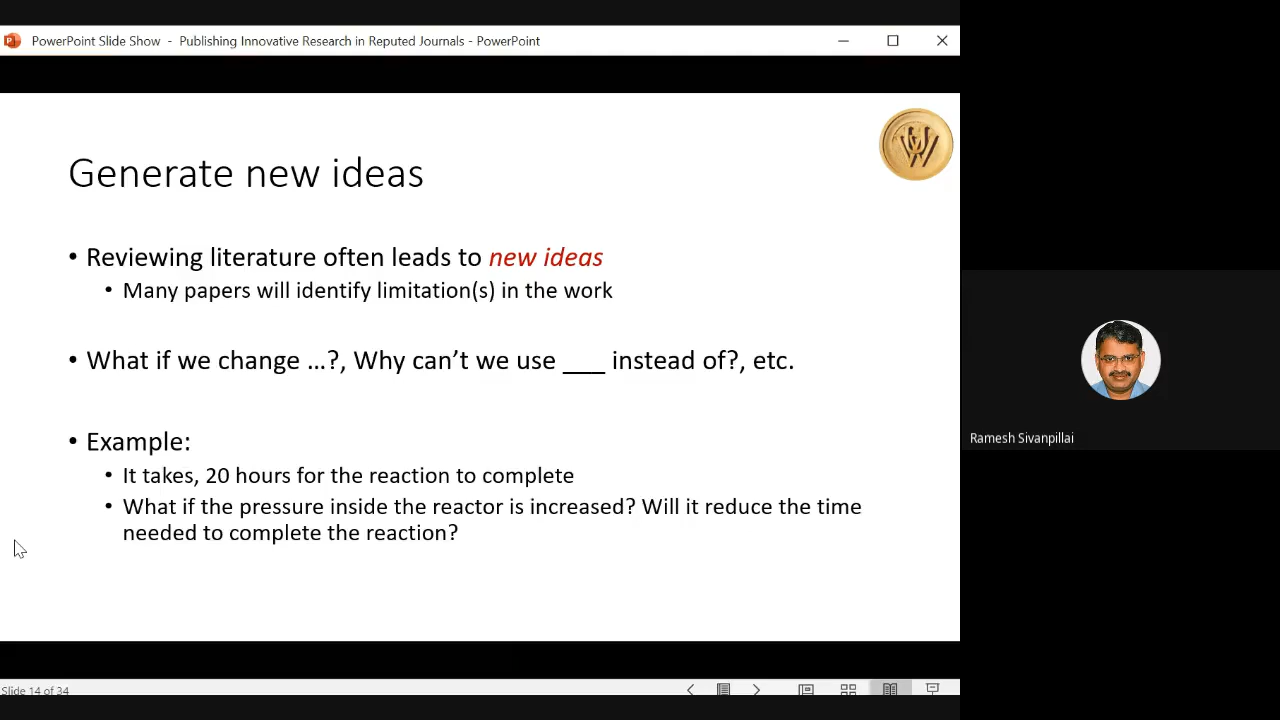 PowerPoint Slide Show - Publishing Innovative Research in Reputed Journals - PowerPoint
Generate new ideas
• Reviewing literature often leads to new ideas
• Many papers will identify limitation(s) in the work
• What if we change …?, Why can’t we use ___ instead of?, etc.
• Example:
• It takes, 20 hours for the reaction to complete
• What if the pressure inside the reactor is increased? Will it reduce the time
needed to complete the reaction?
Ramesh Sivanpillai
Slide 14 of 34